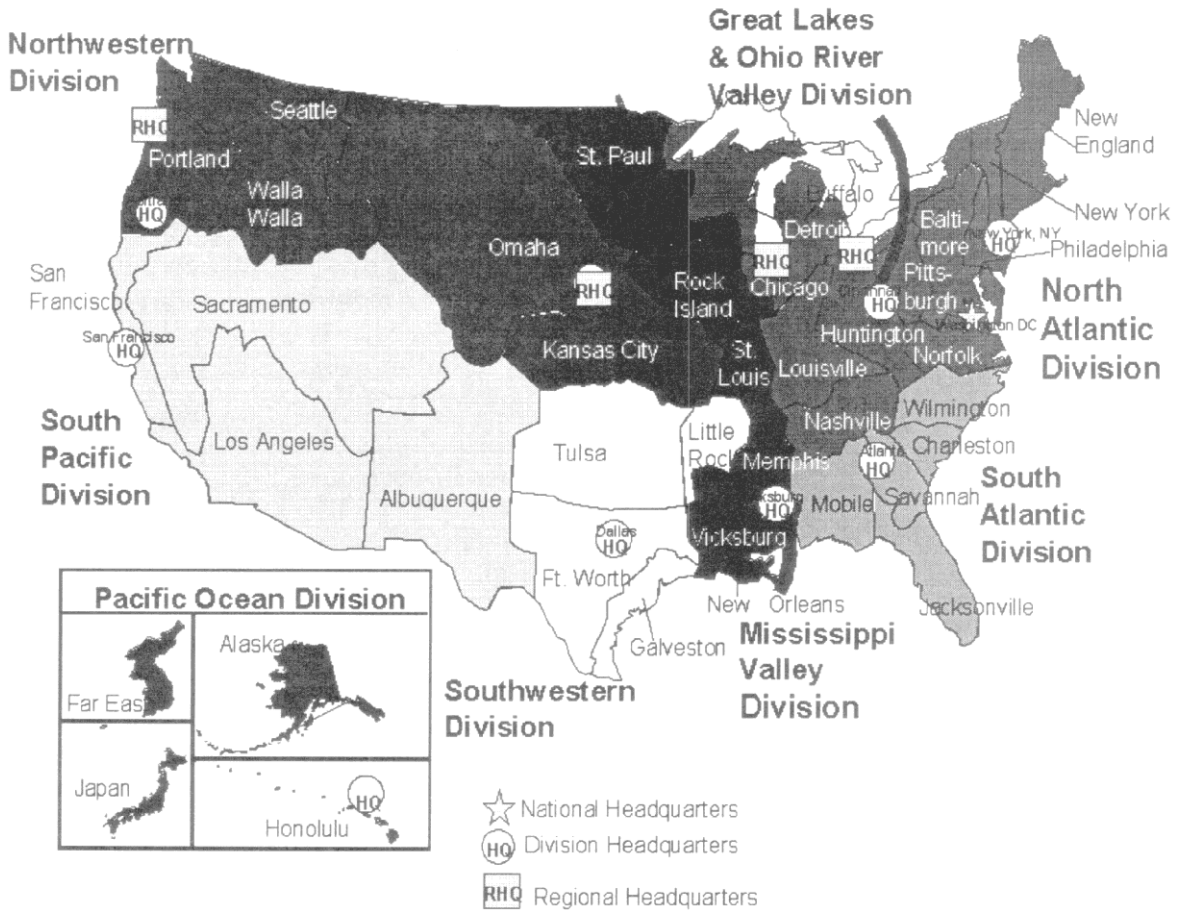 Northwestern
Division
Great Lakes
& Ohio River
Valley Division
Seattle
RHQ
Portland
St. Paul
New
England
Walla
Walla
HQ
Buffalo
New York
Detroit
Balti-
more
New York, NY
HQ
Philadelphia
Omaha
RHQ
RHQ
RHQ
Chicago
Rock
Island
Pitts-
burgh
HQ
North
Atlantic
Division
San
Francisco
Sacramento
San Francisco
HQ
Kansas City
St.
Louis
Huntington
Washington DC
Louisville
Norfolk
South
Pacific
Division
Los Angeles
Nashville
Wilmington
Tulsa
Little
Rock
Memphis
Atlanta
HQ
Charleston
Albuquerque
South
Atlantic
Division
Savannah
Mobile
HQ
Vicksburg
Dallas
HQ
Ft. Worth
New Orleans
Jacksonville
Galveston
Mississippi
Valley
Division
Southwestern
Division
Pacific Ocean Division
Alaska
Far East
Japan
HQ
Honolulu
National Headquarters
HQ Division Headquarters
RHQ Regional Headquarters